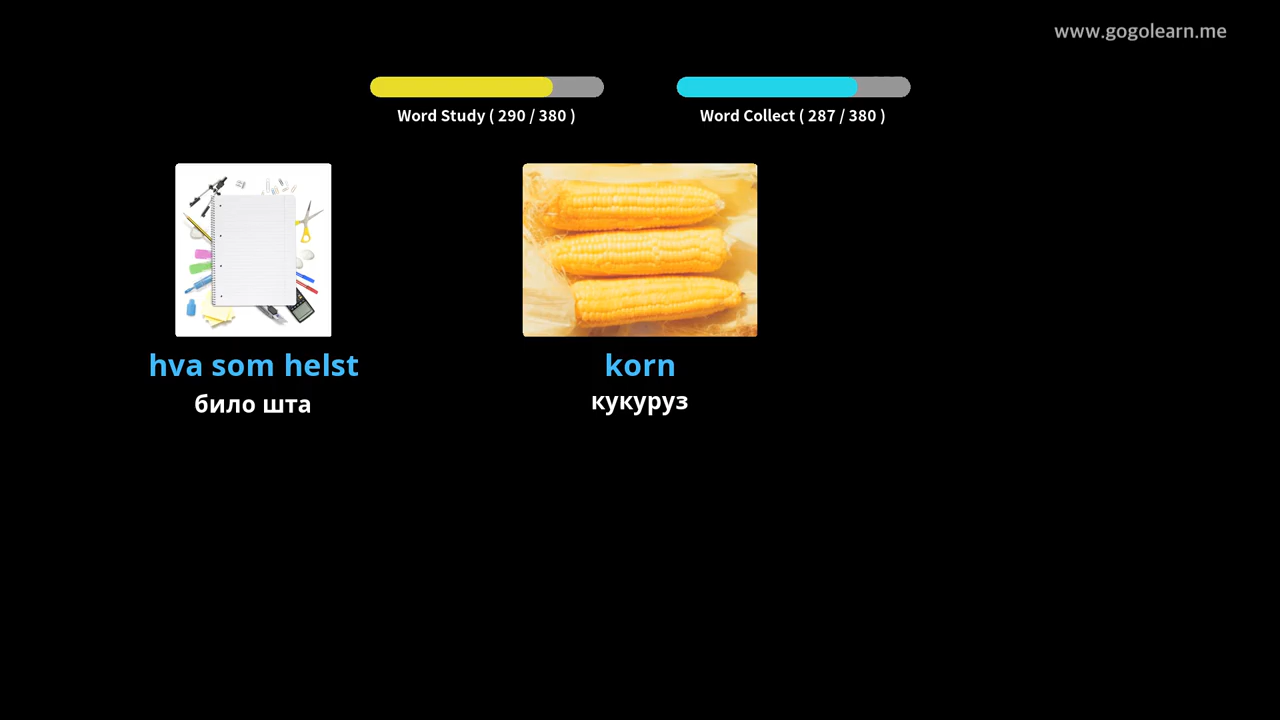 www.gogolearn.me
Word Study ( 290 / 380 )
Word Collect ( 287 / 380 )
hva som helst
било шта
korn
кукуруз